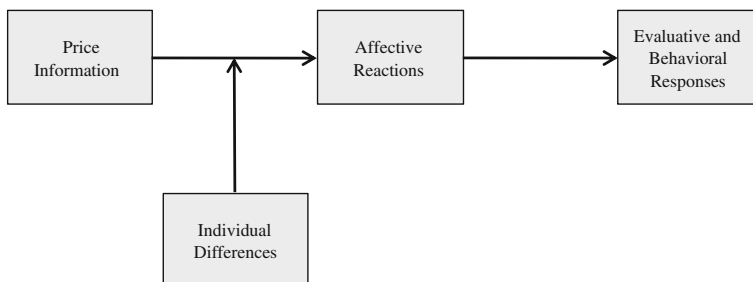 Price
Information
Affective
Reactions
Evaluative and
Behavioral
Responses
Individual
Differences